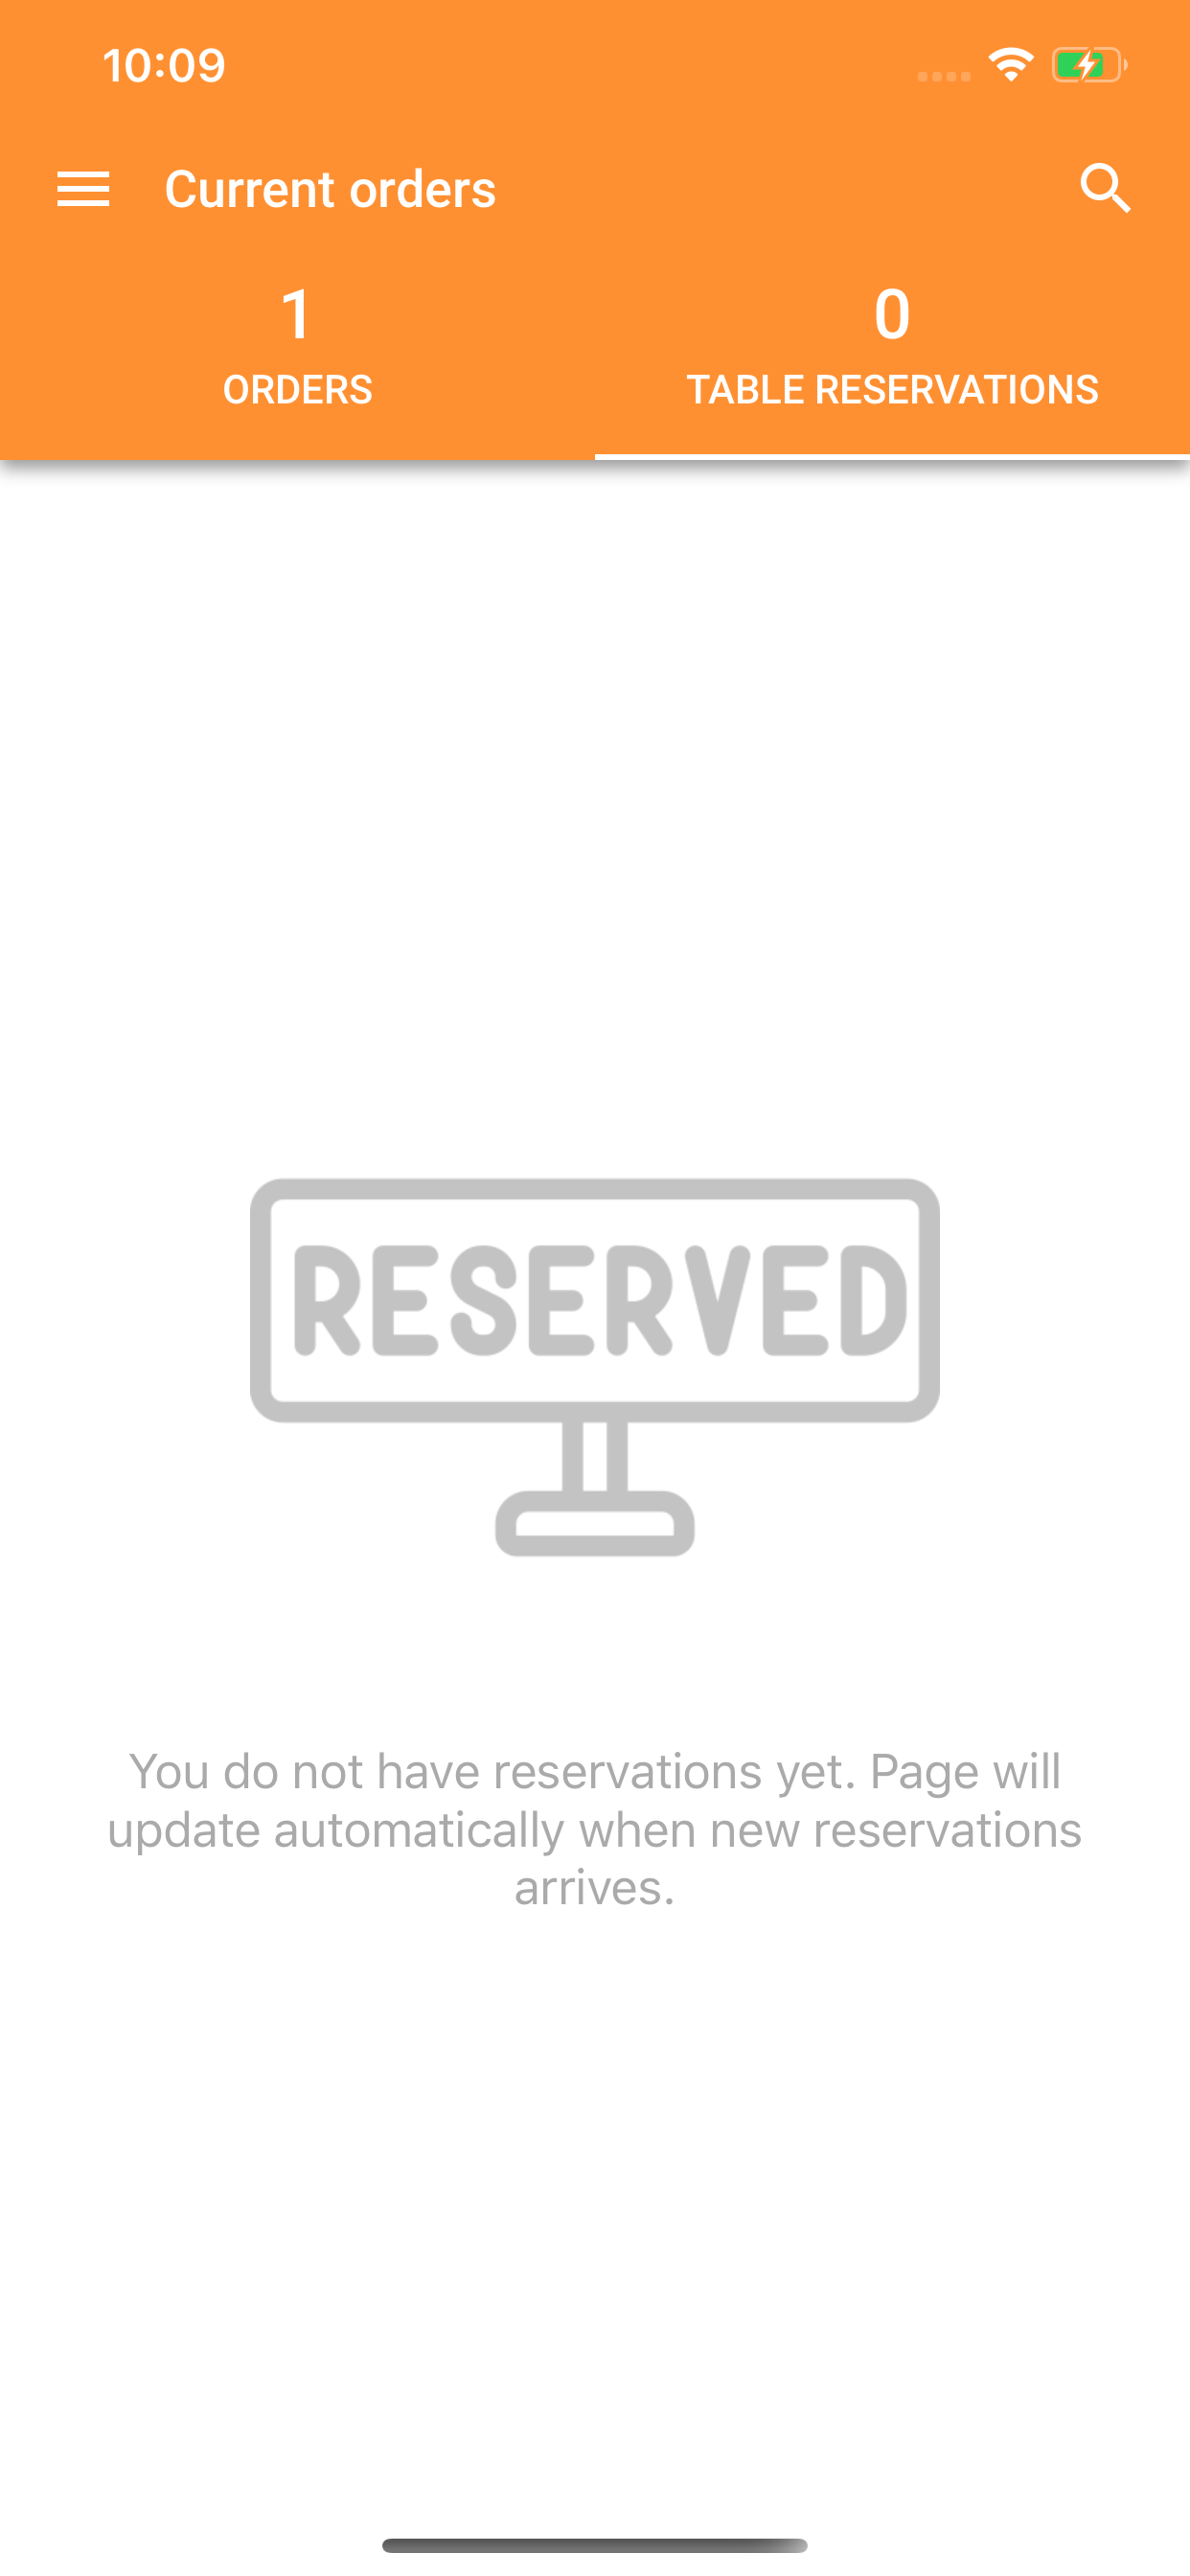 10:09
Current orders
1
ORDERS
0
TABLE RESERVATIONS
RESERVED
You do not have reservations yet. Page will
update automatically when new reservations
arrives.